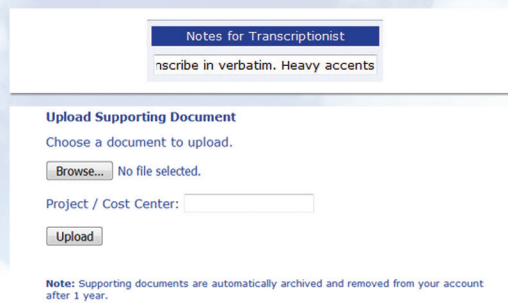 Notes for Transcriptionist
nscribe in verbatim. Heavy accents
Upload Supporting Document
Choose a document to upload.
Browse... No file selected.
Project / Cost Center:
Upload
Note: Supporting documents are automatically archived and removed from your account
after 1 year.